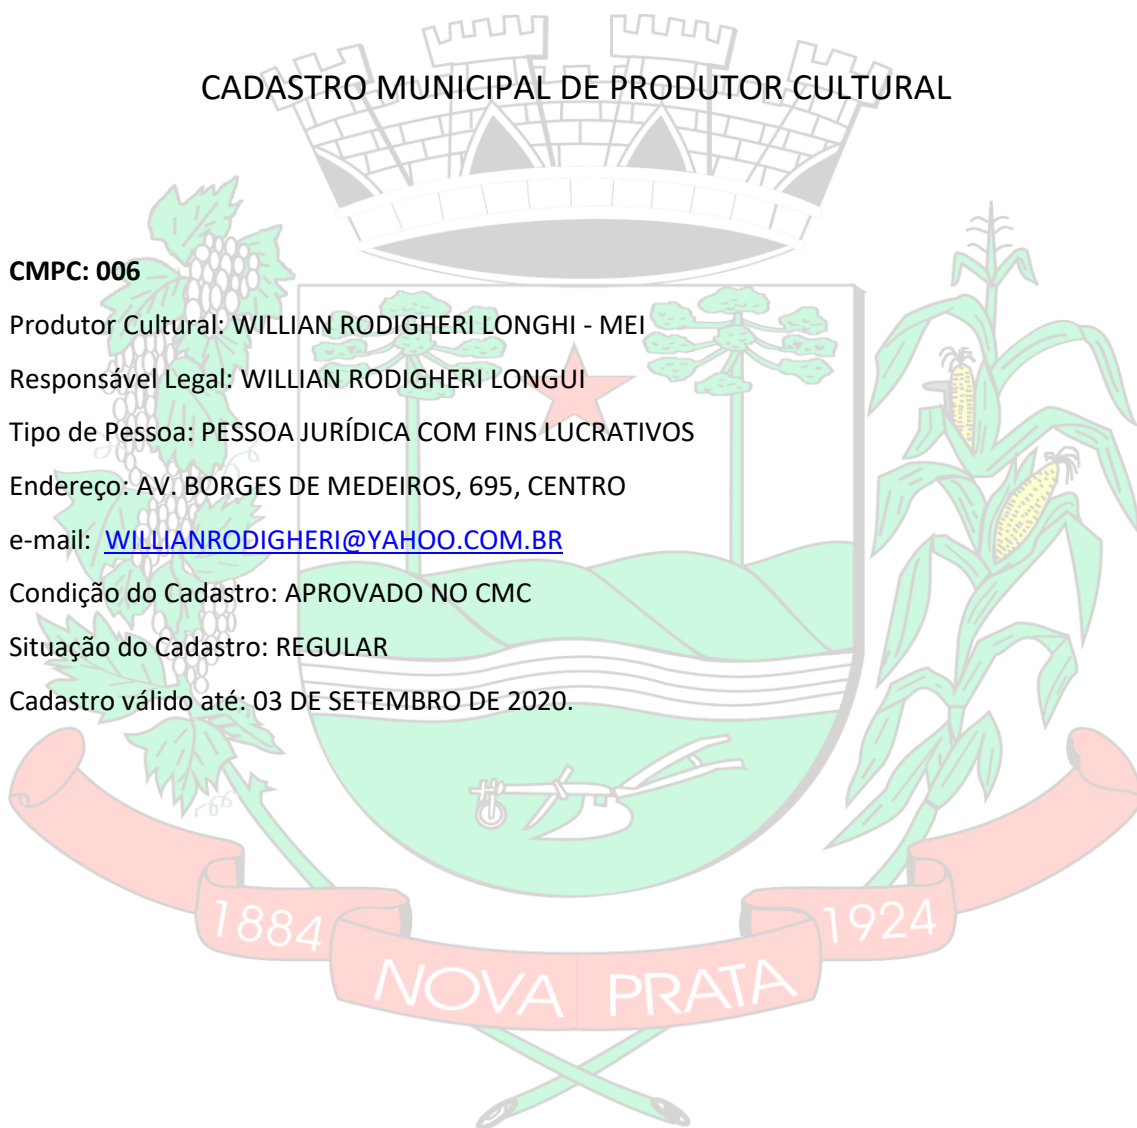 CADASTRO MUNICIPAL DE PRODUTOR CULTURAL
CMPC: 006
Produtor Cultural: WILLIAN RODIGHERI LONGHI - MEI
Responsável Legal: WILLIAN RODIGHERI LONGUI
Tipo de Pessoa: PESSOA JURÍDICA COM FINS LUCRATIVOS
Endereço: AV. BORGES DE MEDEIROS, 695, CENTRO
e-mail: WILLIANRODIGHERI@YAHOO.COM.BR
Condição do Cadastro: APROVADO NO CMC
Situação do Cadastro: REGULAR
Cadastro válido até: 03 DE SETEMBRO DE 2020.
1884
1924
NOVA PRATA